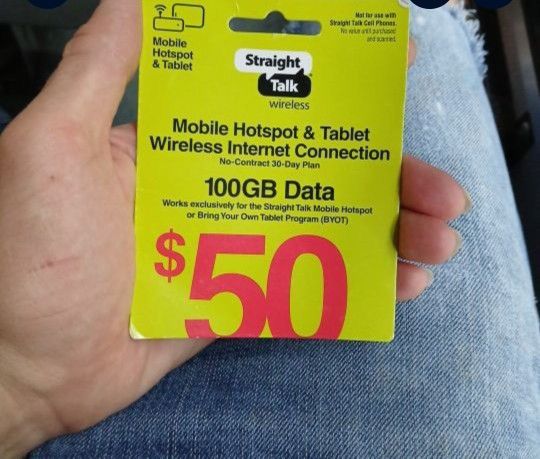 Mobile
Hotspot
& Tablet
Not for use with
Straight Talk Cell Phones.
No value until purchased
and scanned.
Straight
Talk
wireless
Mobile Hotspot & Tablet
Wireless Internet Connection
No-Contract 30-Day Plan
100GB Data
Works exclusively for the Straight Talk Mobile Hotspot
or Bring Your Own Tablet Program (BYOT)
$50